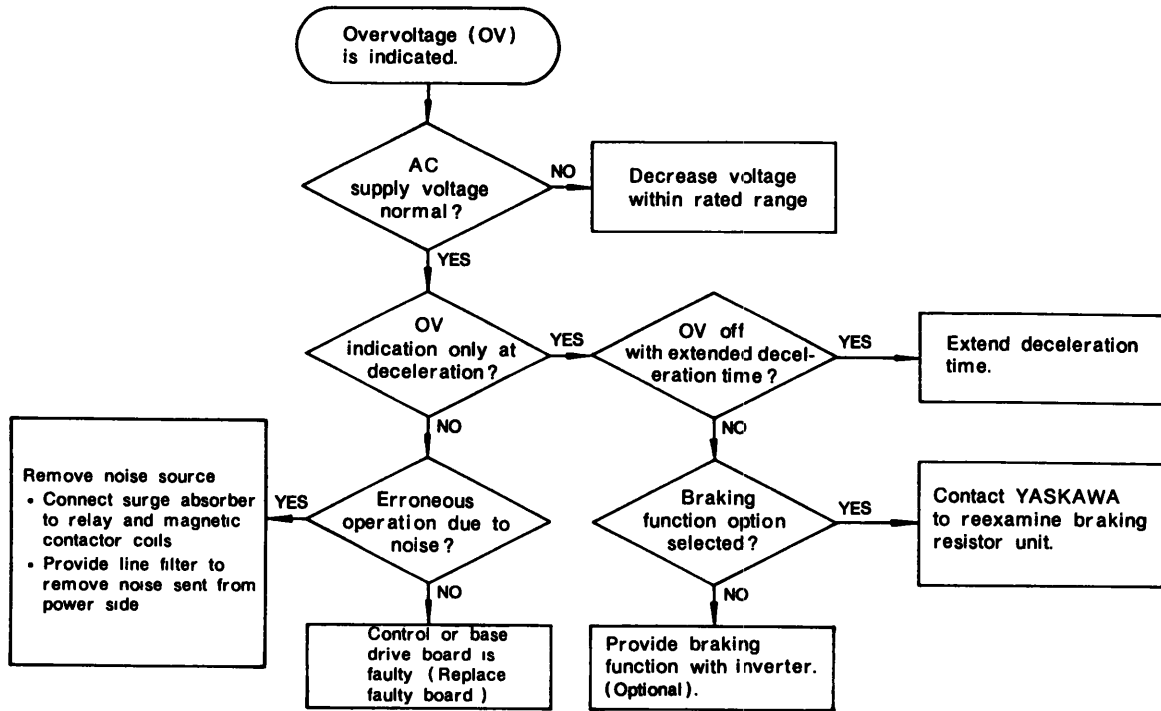 Overvoltage (OV)
is indicated.
AC
supply voltage
normal?
NO
Decrease voltage
within rated range
YES
OV
indication only at
deceleration?
YES
OV off
with extended decel-
eration time?
YES
Extend deceleration
time.
NO
NO
Remove noise source
• Connect surge absorber
to relay and magnetic
contactor coils
• Provide line filter to
remove noise sent from
power side
YES
Erroneous
operation due to
noise?
Braking
function option
selected?
YES
Contact YASKAWA
to reexamine braking
resistor unit.
NO
NO
Control or base
drive board is
faulty (Replace
faulty board)
Provide braking
function with inverter.
(Optional).